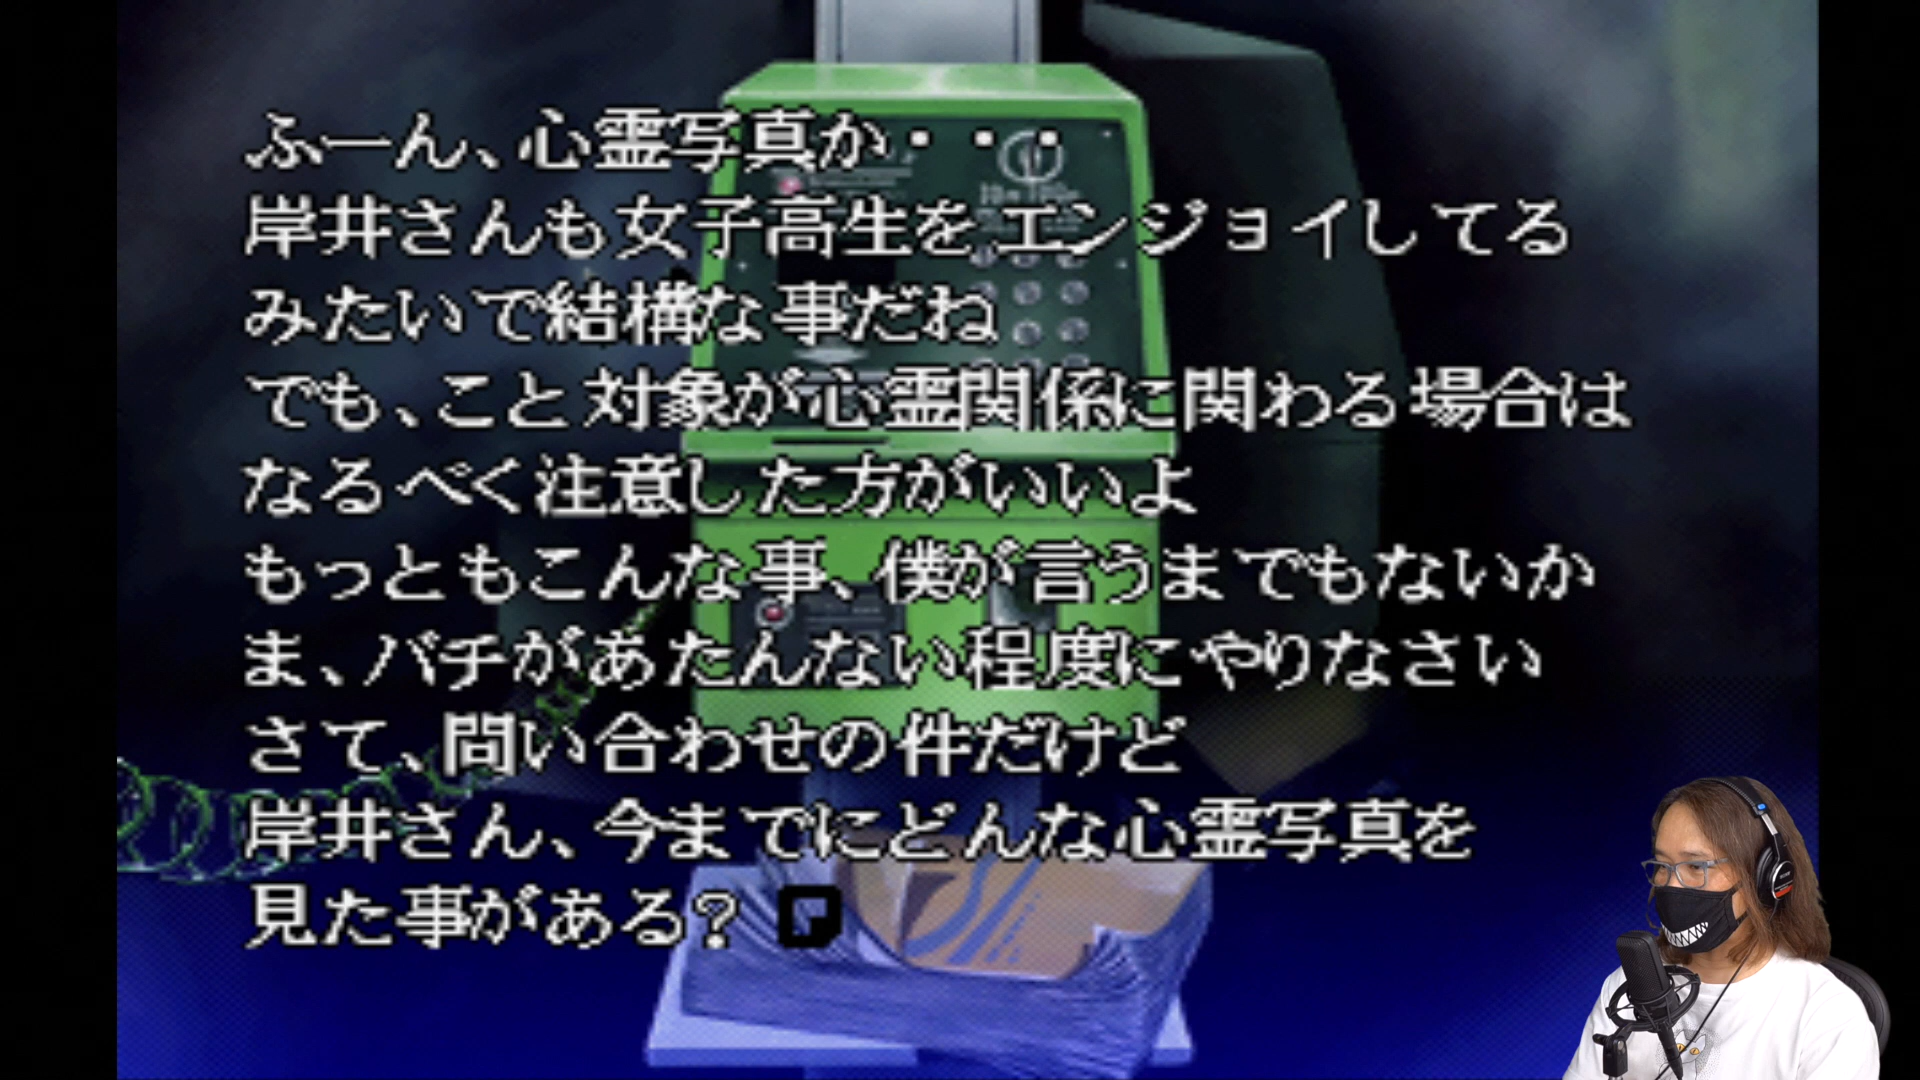 ふーん、心霊写真か・・・
岸井さんも女子高生をエンジョイしてる
みたいで結構な事だね
でも、こと対象が心霊関係に関わる場合は
なるべく注意した方がいいよ
もっともこんな事、僕が言うまでもないか
ま、バチがあたんない程度にやりなさい
さて、問い合わせの件だけど
岸井さん、今までにどんな心霊写真を
見た事がある?